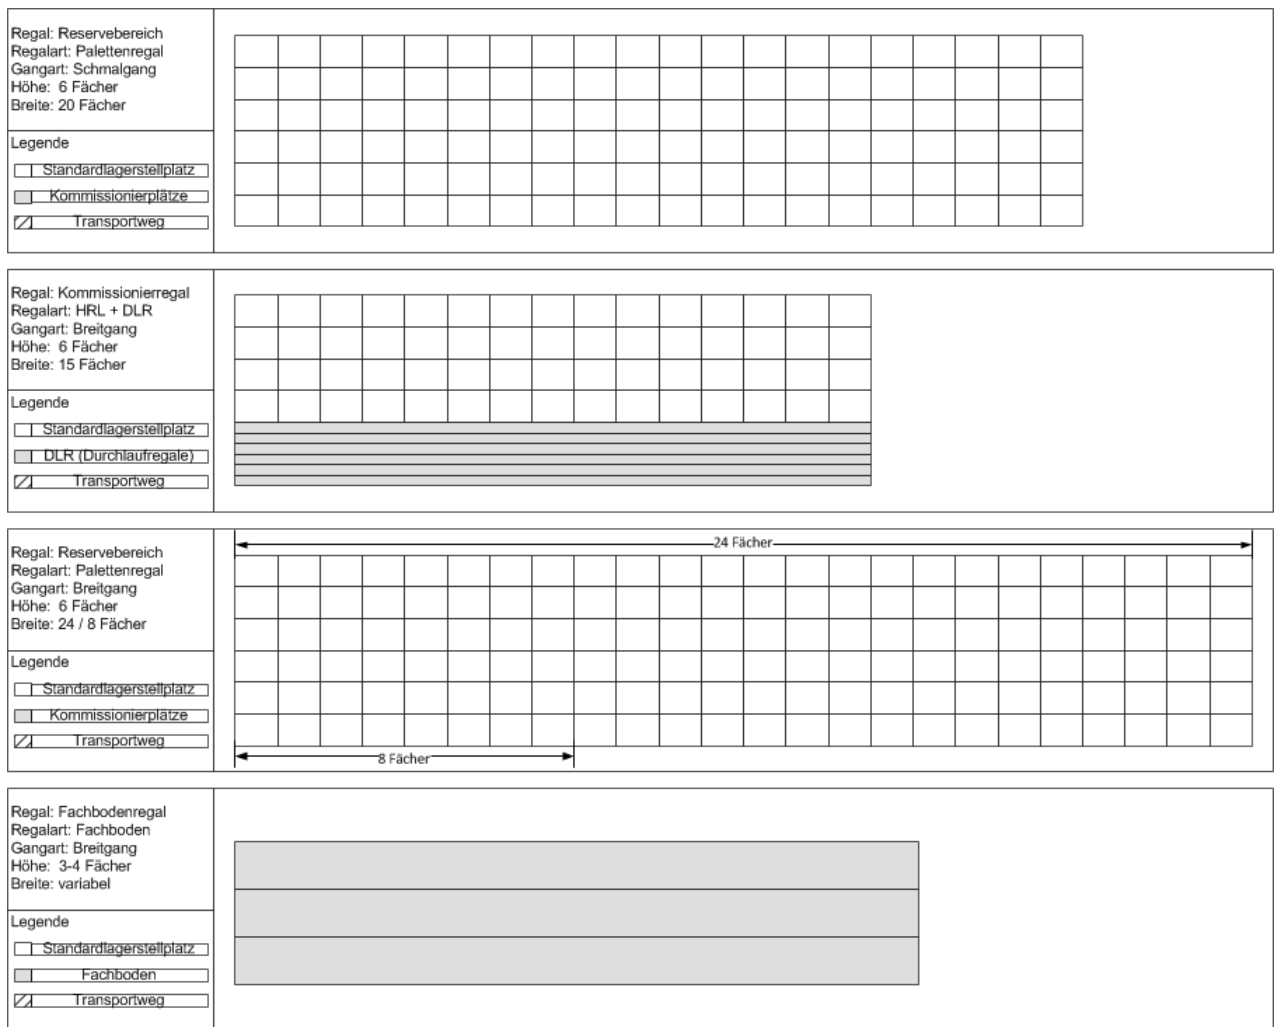 Regal: Reservebereich
Regalart: Palettenregal
Gangart: Schmalgang
Höhe:  6 Fächer
Breite: 20 Fächer
Legende
Standardlagerstellplatz
Kommissionierplätze
Transportweg
Regal: Kommissionierregal
Regalart: HRL + DLR
Gangart: Breitgang
Höhe:  6 Fächer
Breite: 15 Fächer
Legende
Standardlagerstellplatz
DLR (Durchlaufregale)
Transportweg
24 Fächer
Regal: Reservebereich
Regalart: Palettenregal
Gangart: Breitgang
Höhe:  6 Fächer
Breite: 24 / 8 Fächer
Legende
Standardlagerstellplatz
Kommissionierplätze
Transportweg
8 Fächer
Regal: Fachbodenregal
Regalart: Fachboden
Gangart: Breitgang
Höhe:  3-4 Fächer
Breite: variabel
Legende
Standardlagerstellplatz
Fachboden
Transportweg